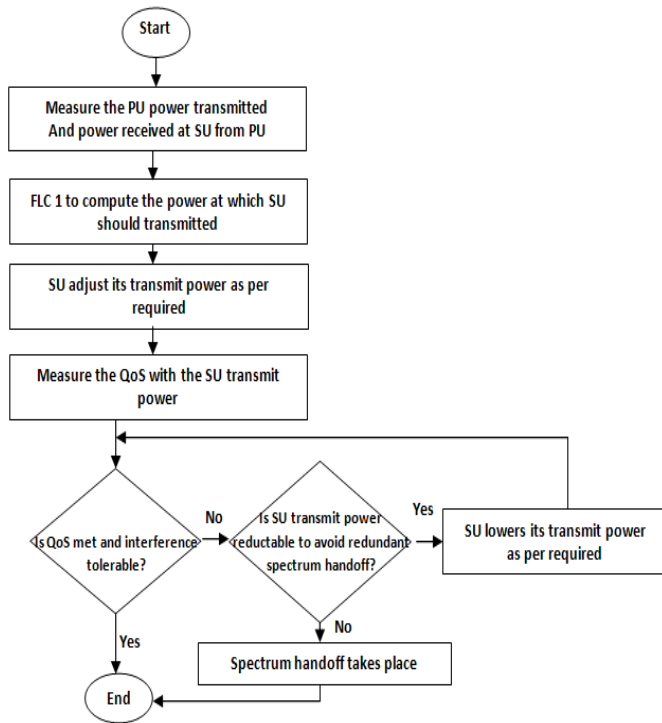 Start
Measure the PU power transmitted
And power received at SU from PU
FLC 1 to compute the power at which SU
should transmitted
SU adjust its transmit power as per
required
Measure the QoS with the SU transmit
power
Is QoS met and interference
tolerable?
No
Is SU transmit power
reductable to avoid redundant
spectrum handoff?
Yes
SU lowers its transmit power
as per required
Yes
No
Spectrum handoff takes place
End